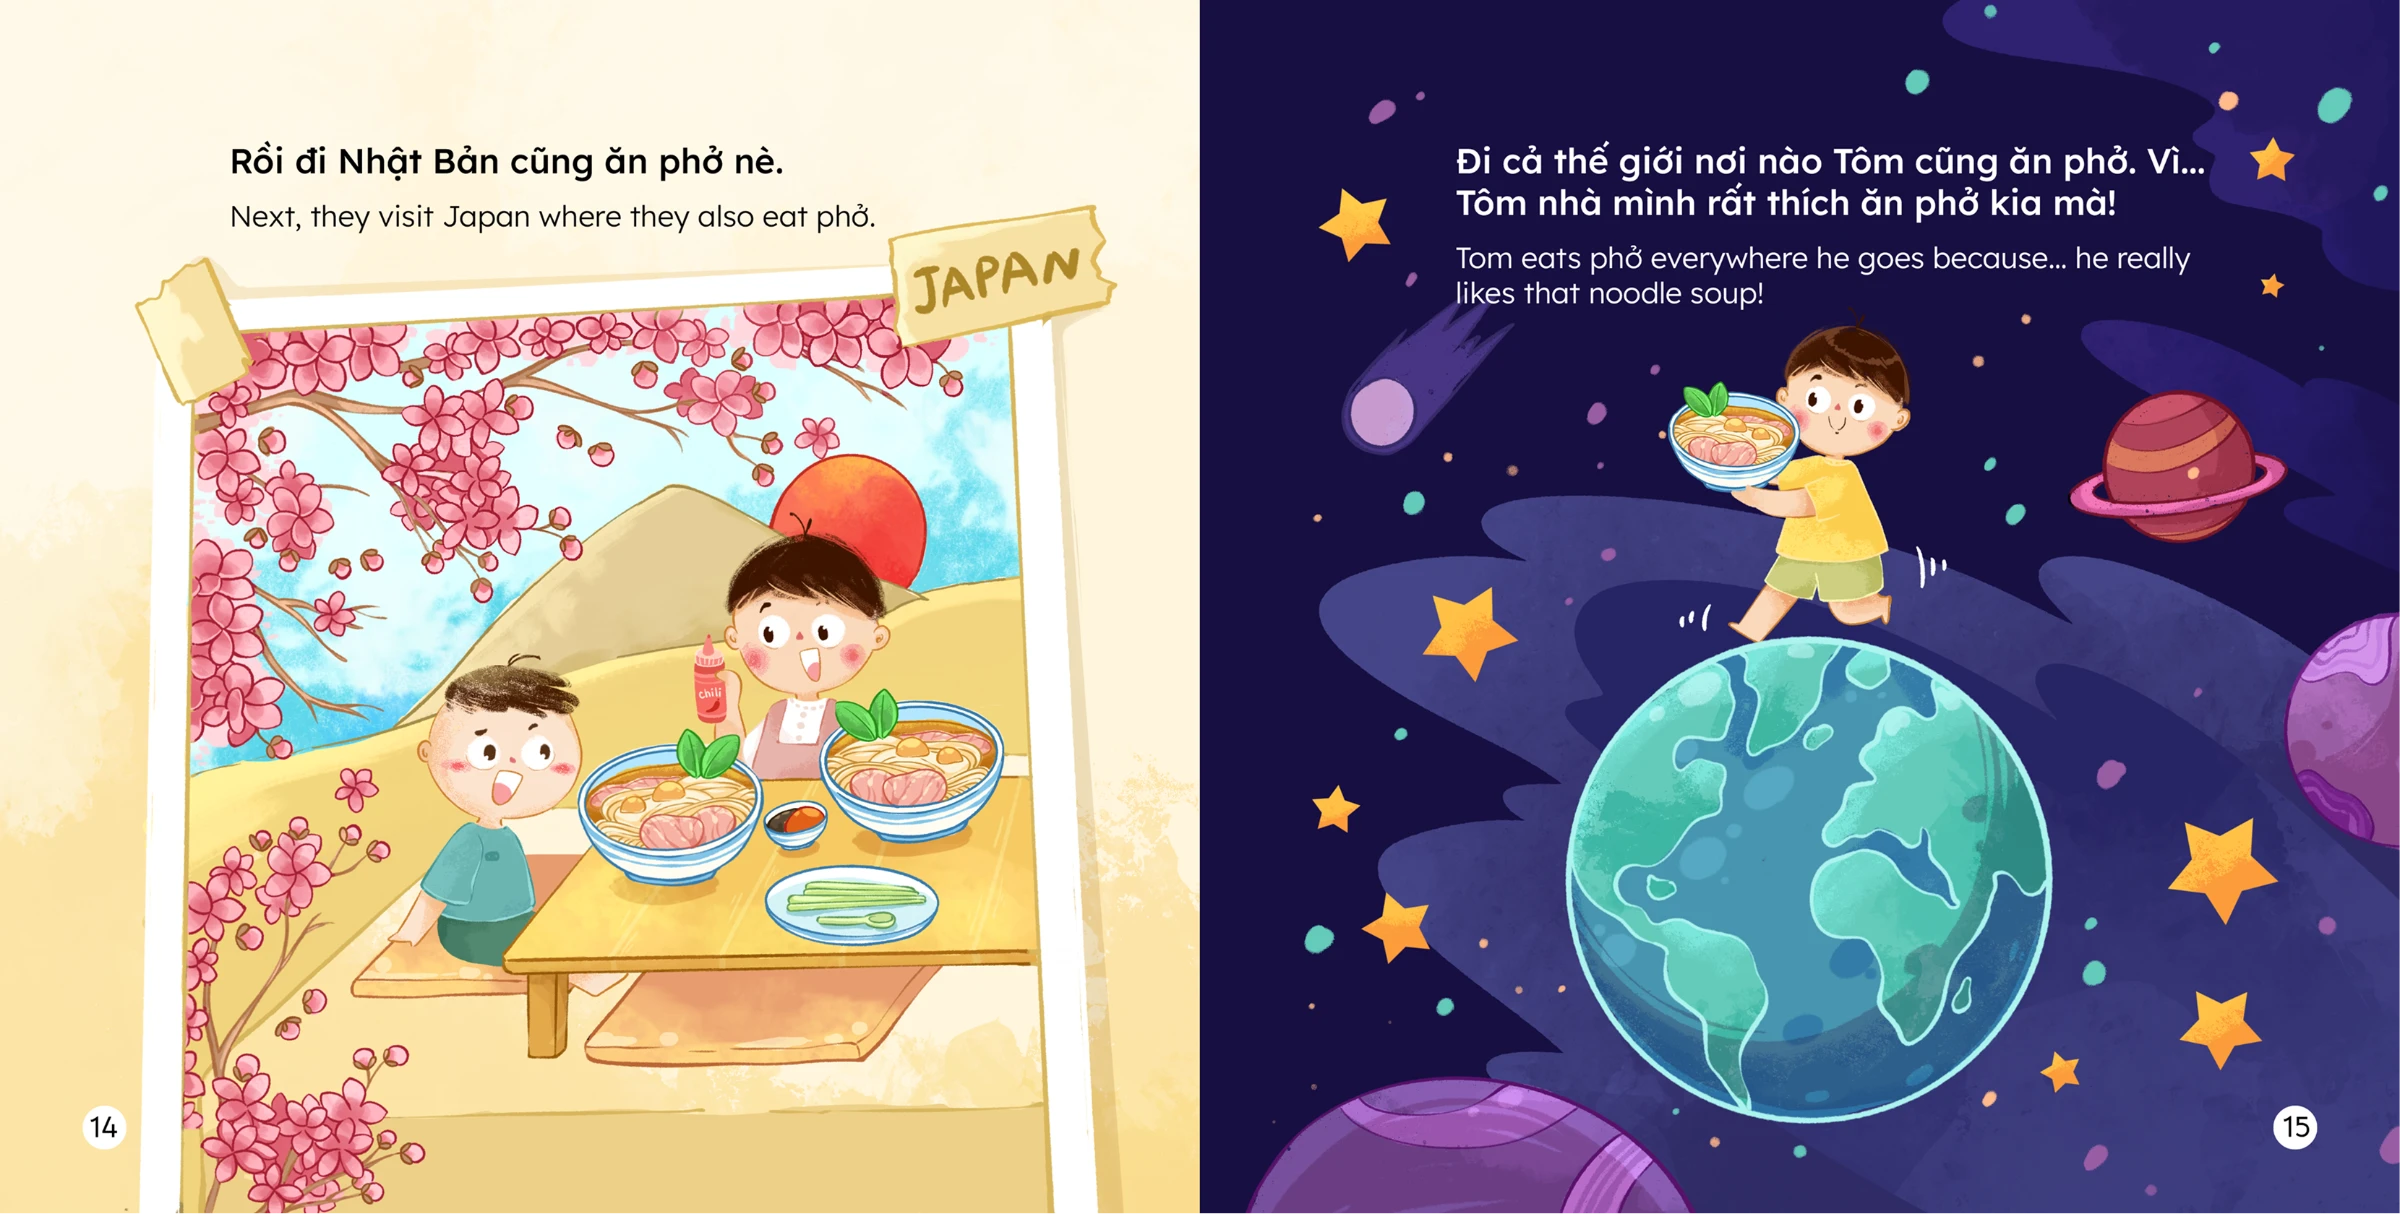 Rồi đi Nhật Bản cũng ăn phở nè.
Next, they visit Japan where they also eat phở.
JAPAN
chili
14
Đi cả thế giới nơi nào Tôm cũng ăn phở. Vì...
Tôm nhà mình rất thích ăn phở kia mà!
Tom eats phở everywhere he goes because... he really
likes that noodle soup!
15